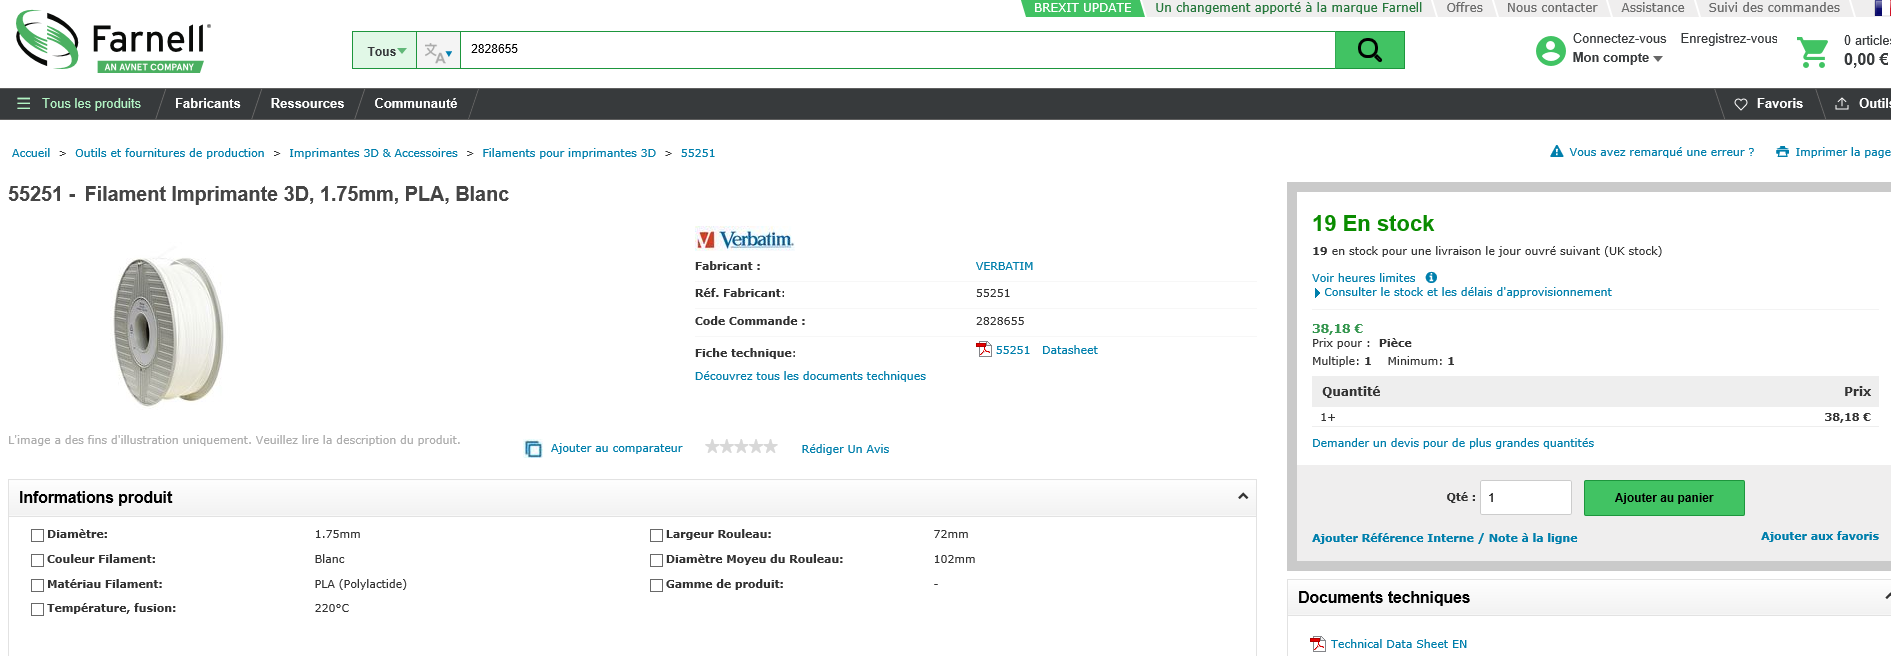 BREXIT UPDATE Un changement apporté à la marque Farnell Offres Nous contacter Assistance Suivi des commandes
Farnell
AN AVNET COMPANY
Tous 2828655
Connectez-vous Enregistrez-vous
Mon compte
0 articles
0,00 €
Tous les produits Fabricants Ressources Communauté Favoris Outils
Accueil > Outils et fournitures de production > Imprimantes 3D & Accessoires > Filaments pour imprimantes 3D > 55251
Vous avez remarqué une erreur ? Imprimer la page
55251 - Filament Imprimante 3D, 1.75mm, PLA, Blanc
Verbatim.
Fabricant : VERBATIM
Réf. Fabricant: 55251
Code Commande : 2828655
Fiche technique: 55251 Datasheet
Découvrez tous les documents techniques
L'image a des fins d'illustration uniquement. Veuillez lire la description du produit.
Ajouter au comparateur Rédiger Un Avis
Informations produit
Diamètre: 1.75mm Largeur Rouleau: 72mm
Couleur Filament: Blanc Diamètre Moyeu du Rouleau: 102mm
Matériau Filament: PLA (Polylactide) Gamme de produit: -
Température, fusion: 220°C
19 En stock
19 en stock pour une livraison le jour ouvré suivant (UK stock)
Voir heures limites
Consulter le stock et les délais d'approvisionnement
38,18 €
Prix pour : Pièce
Multiple: 1 Minimum: 1
Quantité Prix
1+ 38,18 €
Demander un devis pour de plus grandes quantités
Qté : 1 Ajouter au panier
Ajouter Référence Interne / Note à la ligne Ajouter aux favoris
Documents techniques
Technical Data Sheet EN